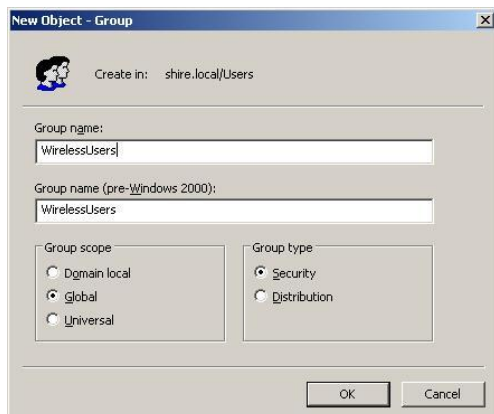 New Object - Group
Create in: shire.local/Users
Group name:
WirelessUsers
Group name (pre-Windows 2000):
WirelessUsers
Group scope
Domain local
Global
Universal
Group type
Security
Distribution
OK
Cancel